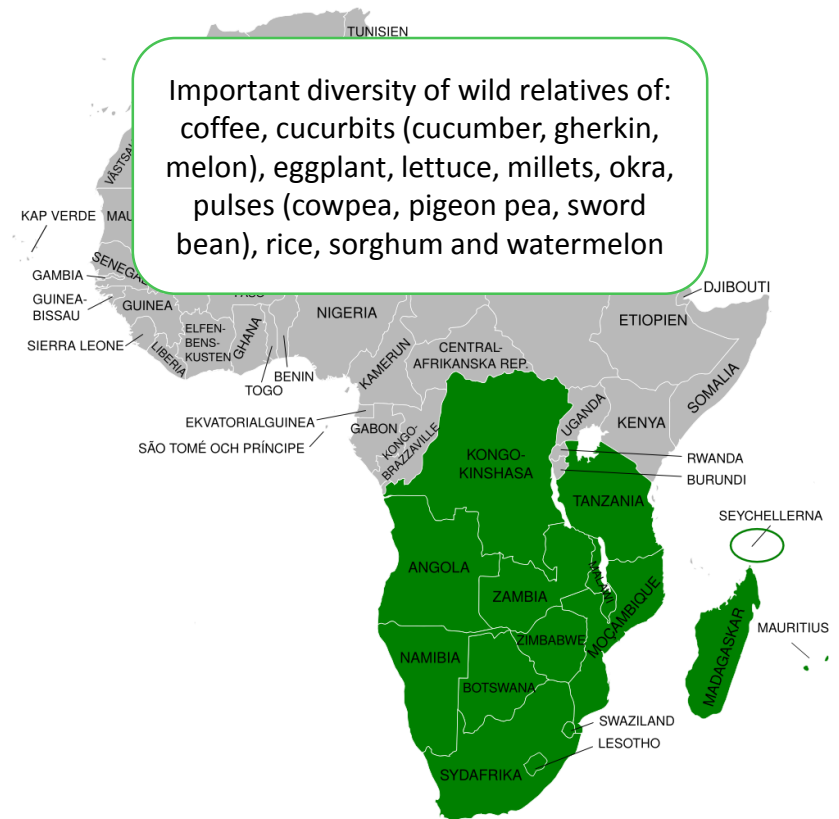 TUNISIEN
Important diversity of wild relatives of:
coffee, cucurbits (cucumber, gherkin,
melon), eggplant, lettuce, millets, okra,
pulses (cowpea, pigeon pea, sword
bean), rice, sorghum and watermelon
KAP VERDE
GAMBIA
GUINEA-
BISSAU
GUINEA
SIERRA LEONE
LIBERIA
ELFEN-
BENS-
KUSTEN
GHANA
TOGO
BENIN
NIGERIA
KAMERUN
CENTRAL-
AFRIKANSKA REP.
DJIBOUTI
ETIOPIEN
SOMALIA
EKVATORIALGUINEA
SÃO TOMÉ OCH PRÍNCIPE
GABON
KONGO-
BRAZZAVILLE
KONGO-
KINSHASA
UGANDA
KENYA
RWANDA
BURUNDI
TANZANIA
SEYCHELLERNA
ANGOLA
ZAMBIA
MALAWI
MOÇAMBIQUE
MADAGASKAR
MAURITIUS
ZIMBABWE
NAMIBIA
BOTSWANA
SWAZILAND
LESOTHO
SYDAFRIKA